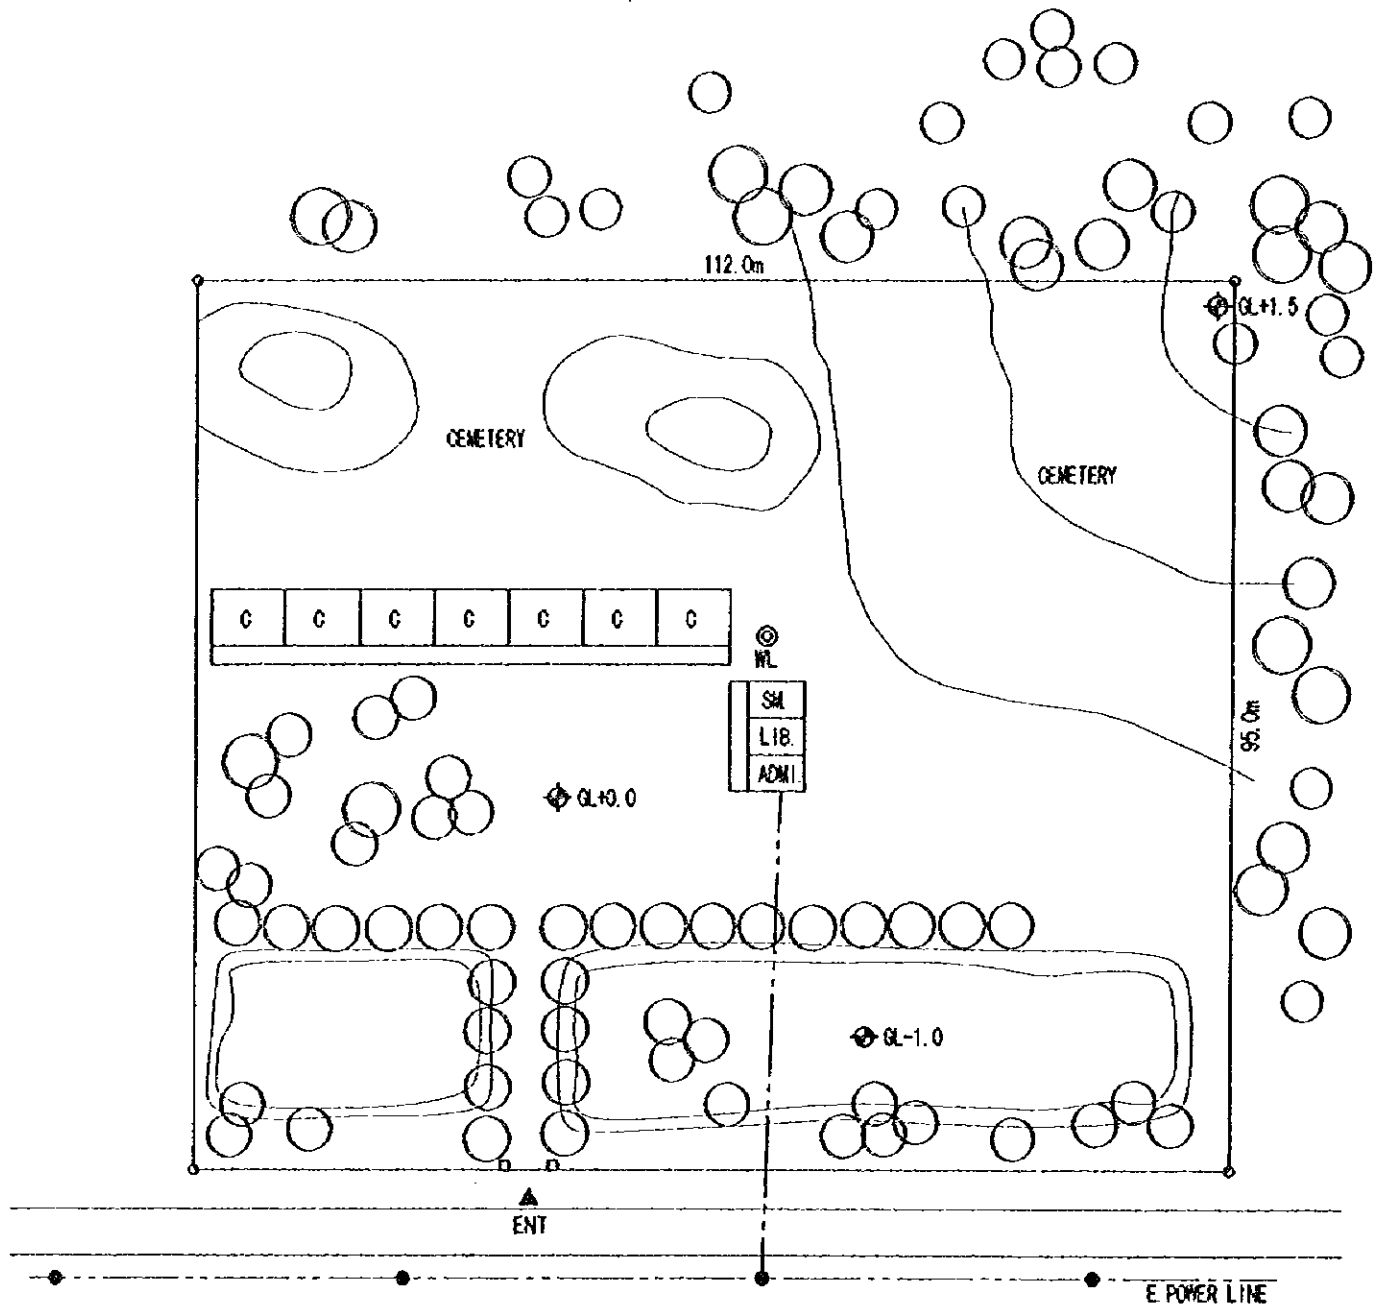 112.0m
GL+1.5
CEMETERY
CEMETERY
C C C C C C C
WL
SM.
LIB.
ADMI.
95.0m
GL+0.0
GL-1.0
ENT
E.POWER LINE